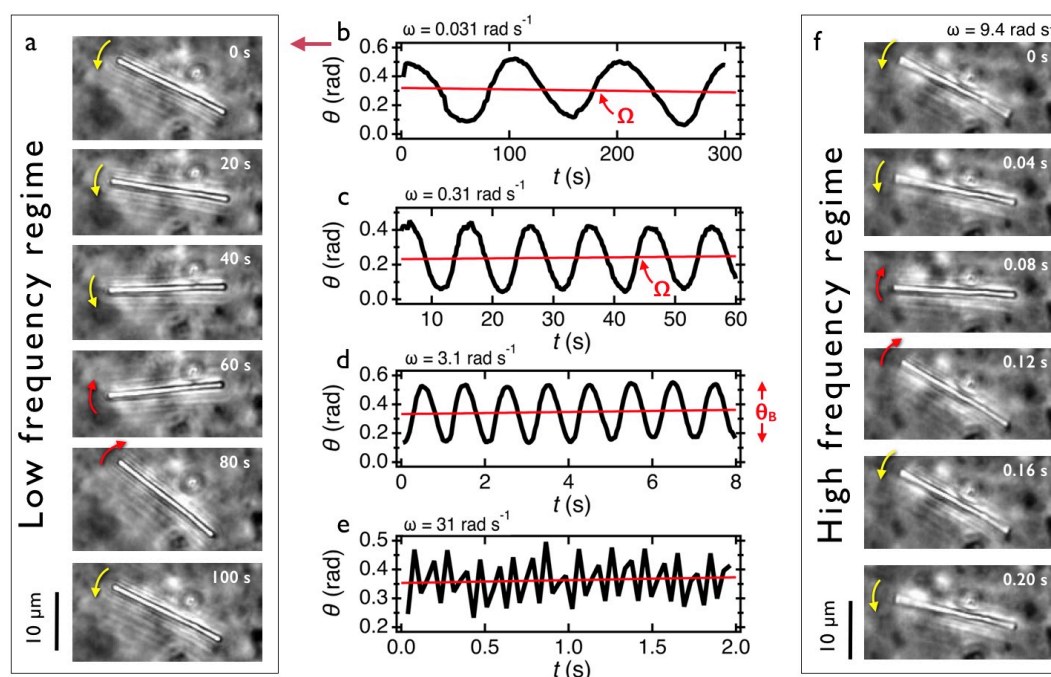 a
Low frequency regime
0 s
20 s
40 s
60 s
80 s
100 s
10 μm
b
ω = 0.031 rad s⁻¹
θ (rad)
0.6
0.4
0.2
0.0
Ω
0 100 200 300
t (s)
c
ω = 0.31 rad s⁻¹
θ (rad)
0.4
0.2
0.0
Ω
10 20 30 40 50 60
t (s)
d
ω = 3.1 rad s⁻¹
θ (rad)
0.6
0.4
0.2
0.0
θB
0 2 4 6 8
t (s)
e
ω = 31 rad s⁻¹
θ (rad)
0.5
0.4
0.3
0.2
0.0 0.5 1.0 1.5 2.0
t (s)
f
ω = 9.4 rad s
High frequency regime
0 s
0.04 s
0.08 s
0.12 s
0.16 s
0.20 s
10 μm